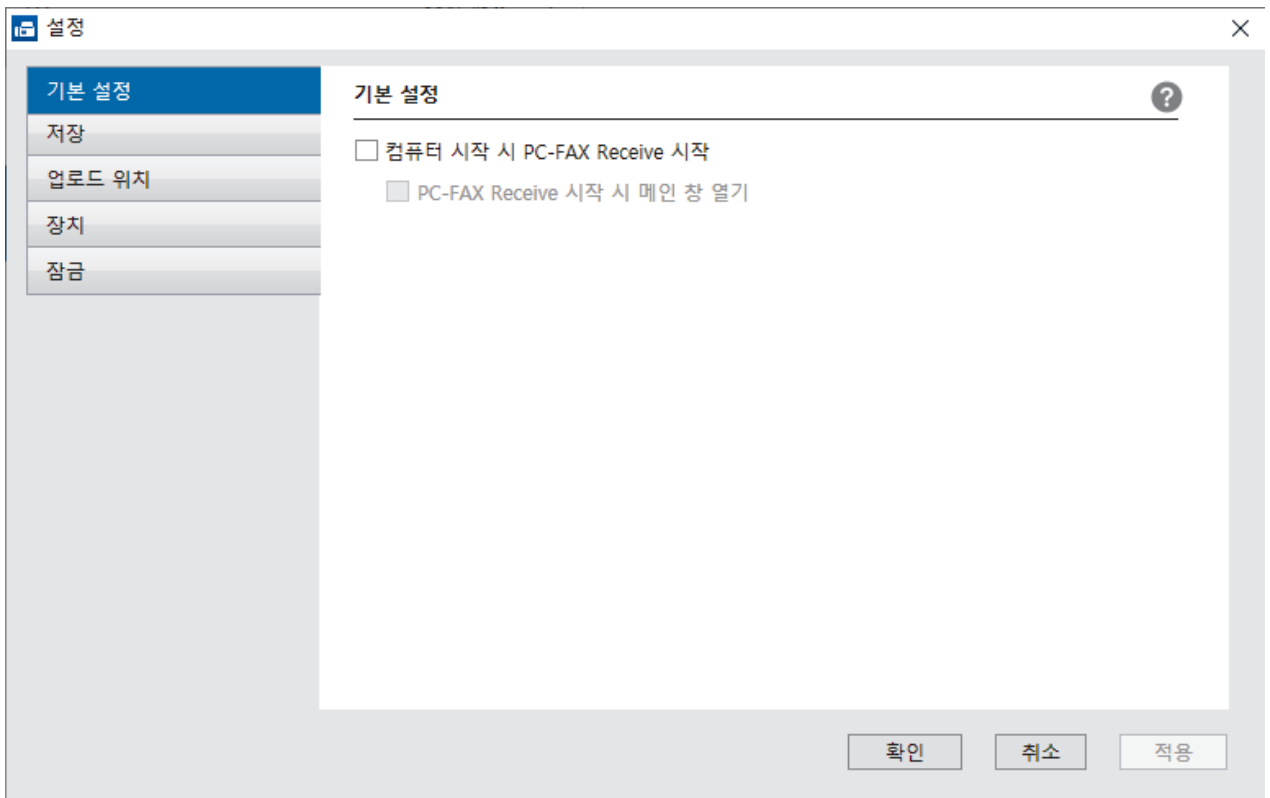 설정
기본 설정
저장
업로드 위치
장치
잠금
기본 설정
?
컴퓨터 시작 시 PC-FAX Receive 시작
PC-FAX Receive 시작 시 메인 창 열기
확인
취소
적용